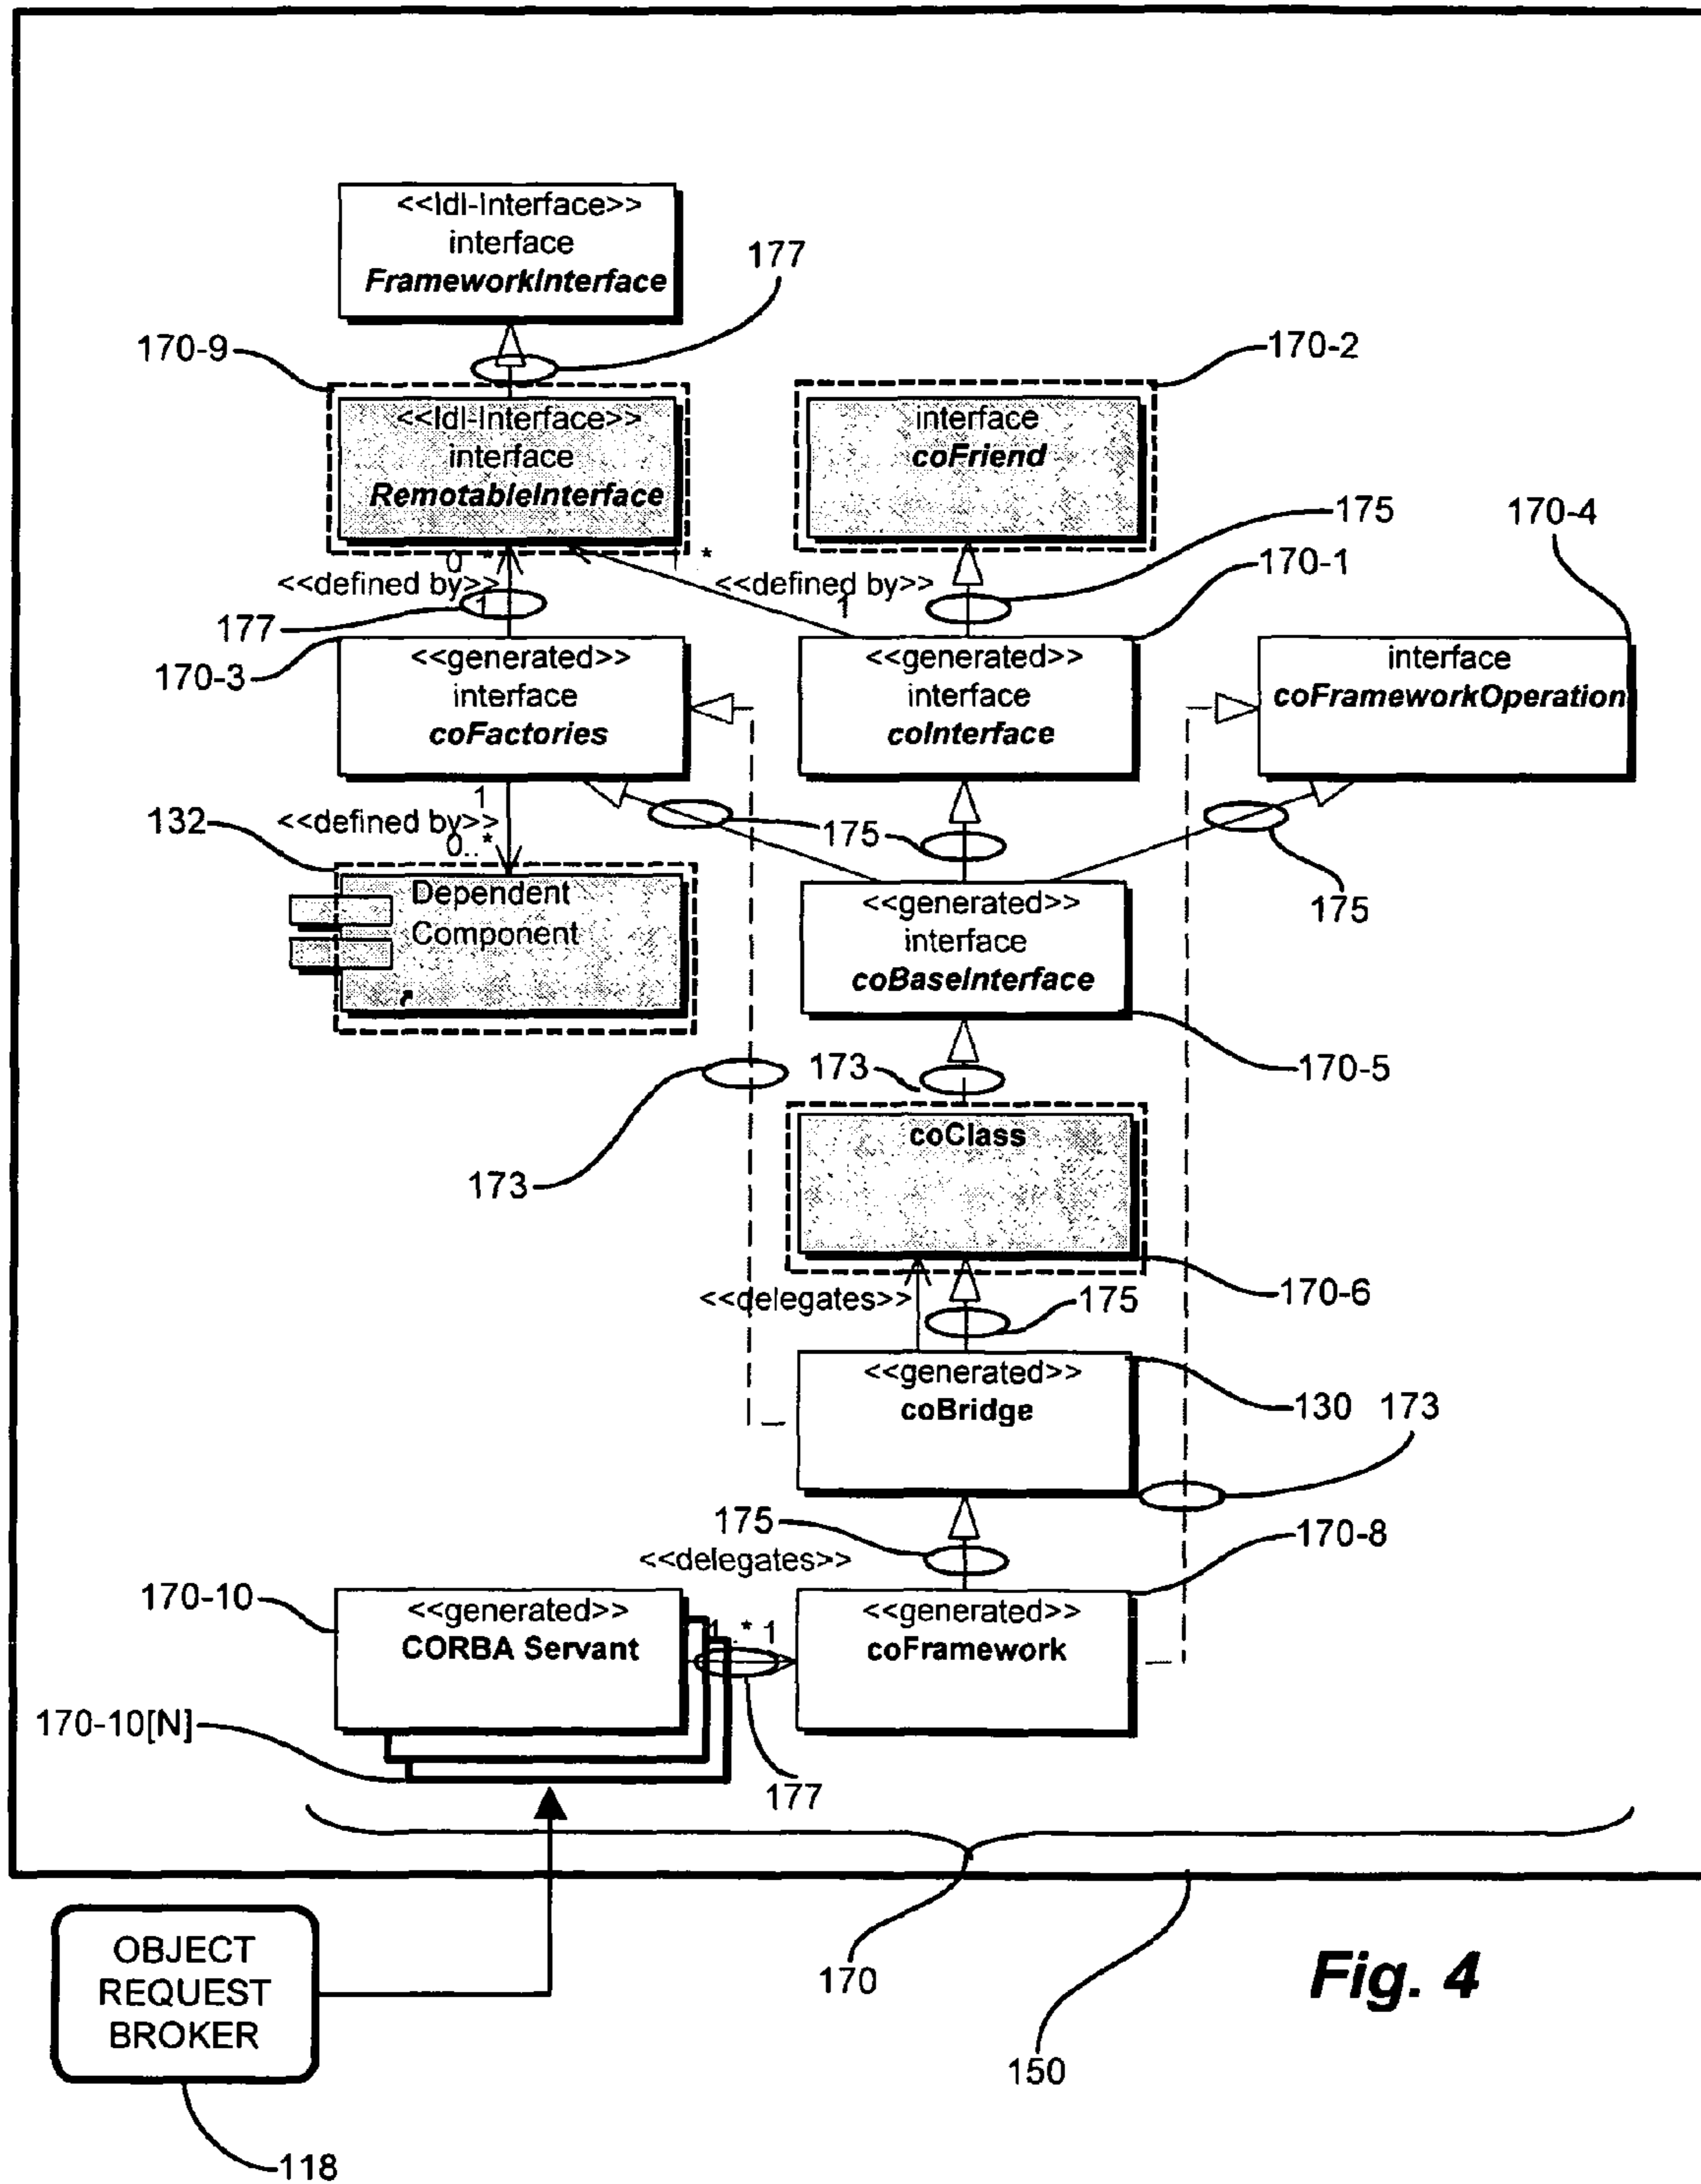 <<Idl-Interface>>
interface
FrameworkInterface
177
170-9
170-2
<<Idl-Interface>>
interface
RemotableInterface
interface
coFriend
175
170-4
0 *
*
<<defined by>>
1
<<defined by>>
1
170-1
177
170-3
<<generated>>
interface
coFactories
<<generated>>
interface
coInterface
interface
coFrameworkOperation
1
<<defined by>>
0..*
132
175
175
Dependent
Component
<<generated>>
interface
coBaseInterface
173
170-5
173
coClass
170-6
<<delegates>>
175
<<generated>>
coBridge
130
173
175
<<delegates>>
170-8
170-10
<<generated>>
CORBA Servant
1..* 1
<<generated>>
coFramework
170-10[N]
177
OBJECT
REQUEST
BROKER
170
150
118
Fig. 4